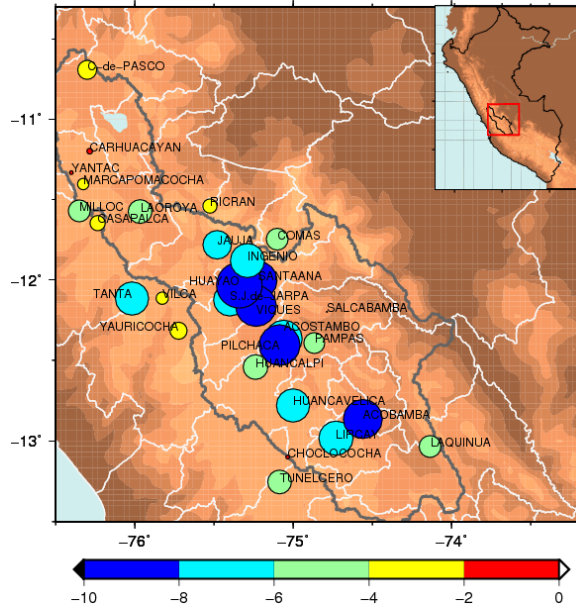 C-de-PASCO
-11°
CARHUACAYAN
YANTAC
MARCAPOMACOCHA
RICRAN
MILLOC
LAOROYA
CASAPALCA
JAUJA
COMAS
INGENIO
-12°
HUAYAO
SANTAANA
TANTA
VILCA
S.J.de JARPA
VIQUES
SALCABAMBA
YAURICOCHA
ACOSTAMBO
PILCHACA
PAMPAS
HUANCALPI
HUANCAVELICA
ACOBAMBA
LIRCAY
-13°
LAQUINUA
CHOCLOCOCHA
TUNELCERO
-76° -75° -74°
-10 -8 -6 -4 -2 0